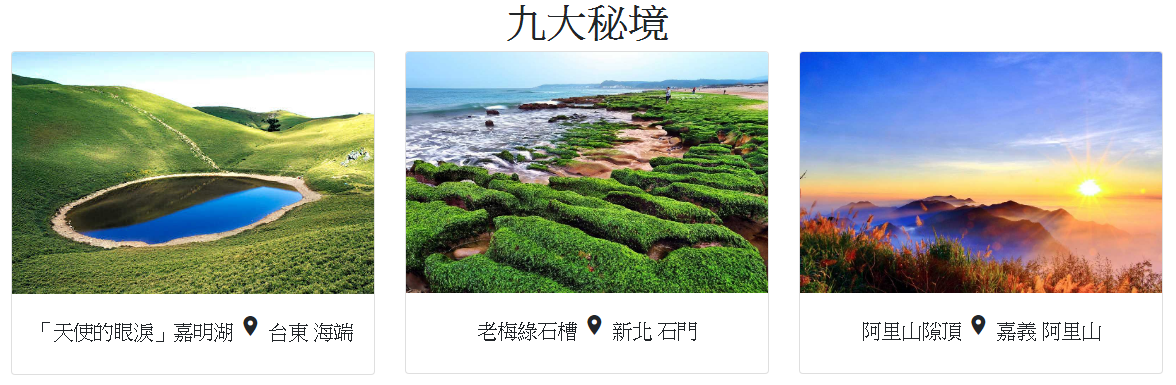 九大秘境
「天使的眼淚」嘉明湖 台東 海端
老梅綠石槽 新北 石門
阿里山隙頂 嘉義 阿里山